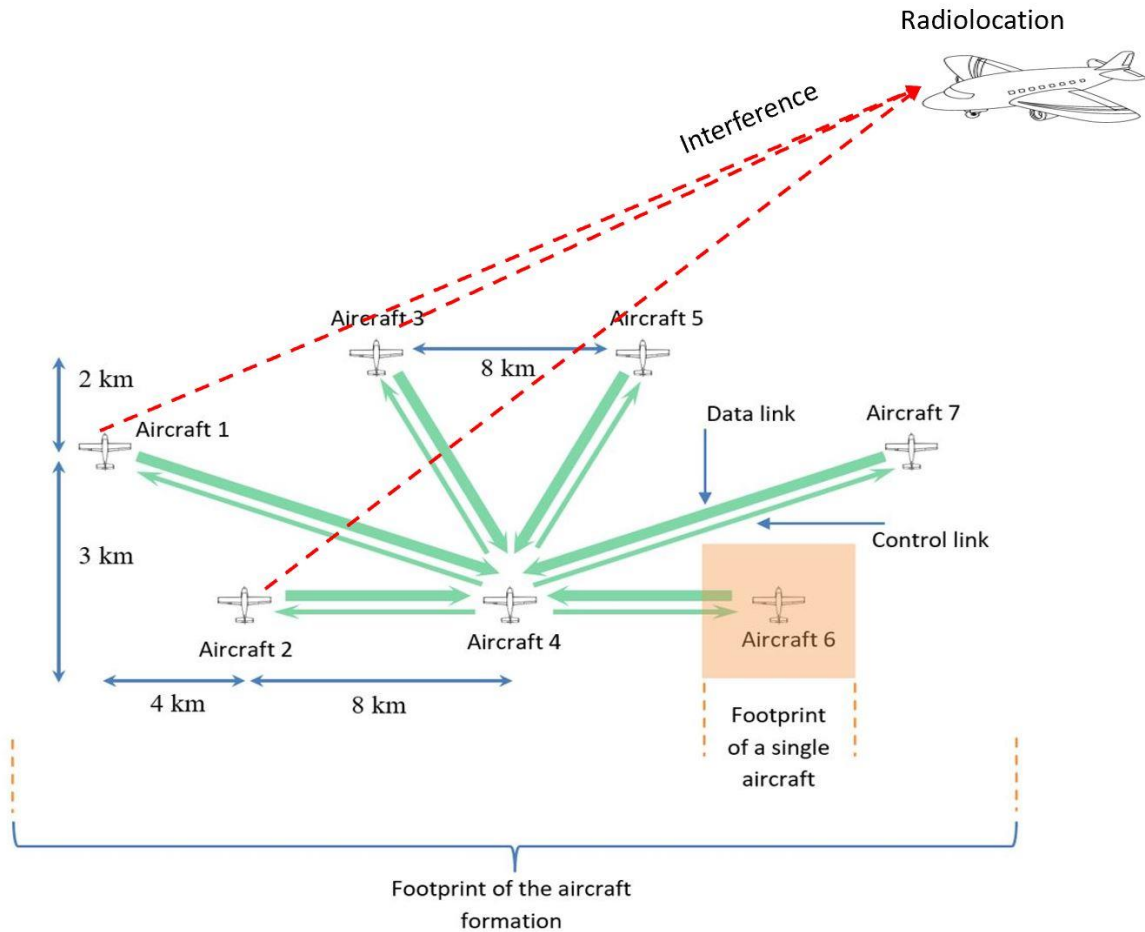 Radiolocation
Interference
Aircraft 3
Aircraft 5
2 km
8 km
Aircraft 1
Data link
Aircraft 7
3 km
Control link
Aircraft 2
Aircraft 4
Aircraft 6
4 km
8 km
Footprint
of a single
aircraft
Footprint of the aircraft
formation